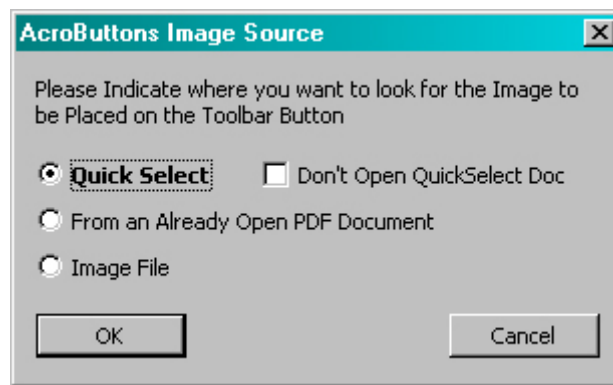 AcroButtons Image Source
Please Indicate where you want to look for the Image to
be Placed on the Toolbar Button
Quick Select Don't Open QuickSelect Doc
From an Already Open PDF Document
Image File
OK Cancel